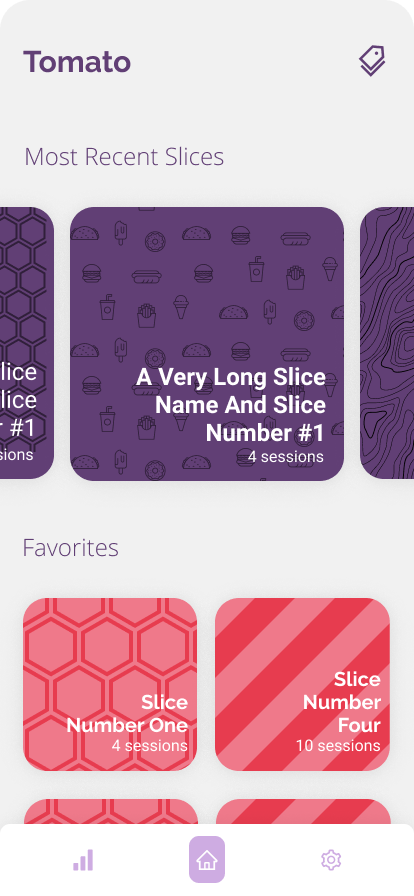 Tomato
Most Recent Slices
lice
lice
#1
sions
A Very Long Slice
Name And Slice
Number #1
4 sessions
Favorites
Slice
Number One
4 sessions
Slice
Number
Four
10 sessions